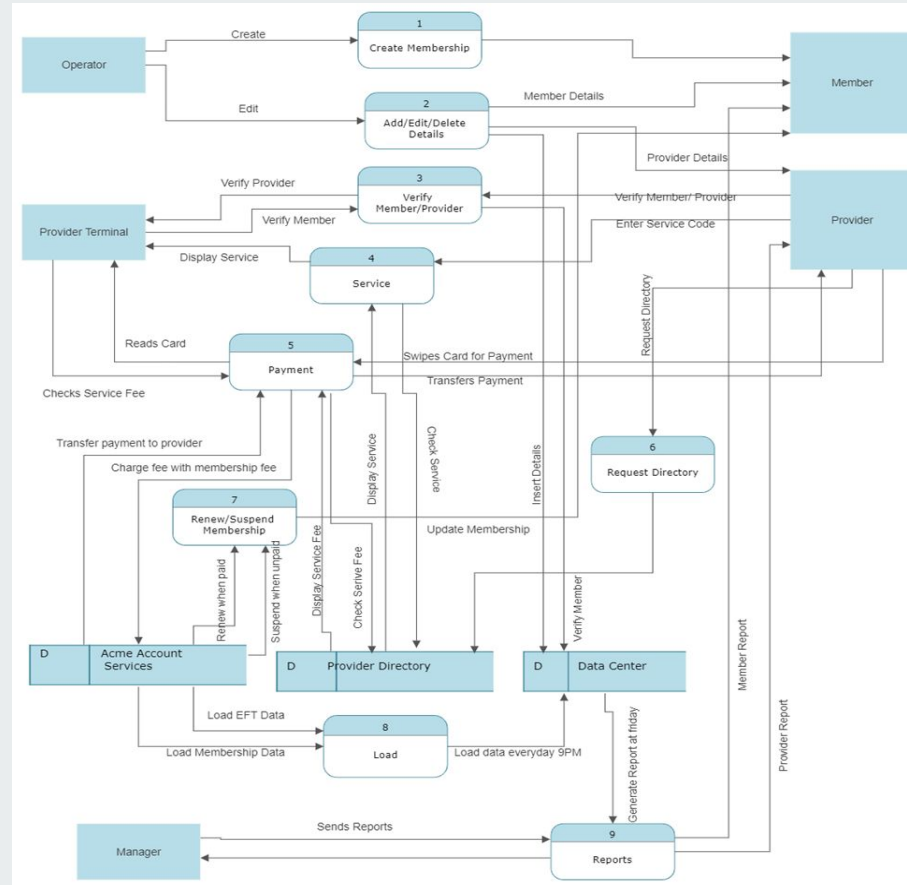 1
Create Membership
Create
Operator
Member
2
Add/Edit/Delete
Details
Edit
Member Details
Provider Details
3
Verify
Member/Provider
Verify Provider
Verify Member
Verify Member/ Provider
Provider Terminal
Provider
Enter Service Code
Display Service
4
Service
Request Directory
Reads Card
5
Payment
Swipes Card for Payment
Transfers Payment
Checks Service Fee
Transfer payment to provider
Charge fee with membership fee
Display Service
Check Service
Insert Details
6
Request Directory
7
Renew/Suspend
Membership
Update Membership
Renew when paid
Suspend when unpaid
Display Service Fee
Check Serive Fee
Verify Member
Member Report
Provider Report
D
Acme Account
Services
D
Provider Directory
D
Data Center
Load EFT Data
Load Membership Data
8
Load
Load data everyday 9PM
Generate Report at friday
Manager
Sends Reports
9
Reports